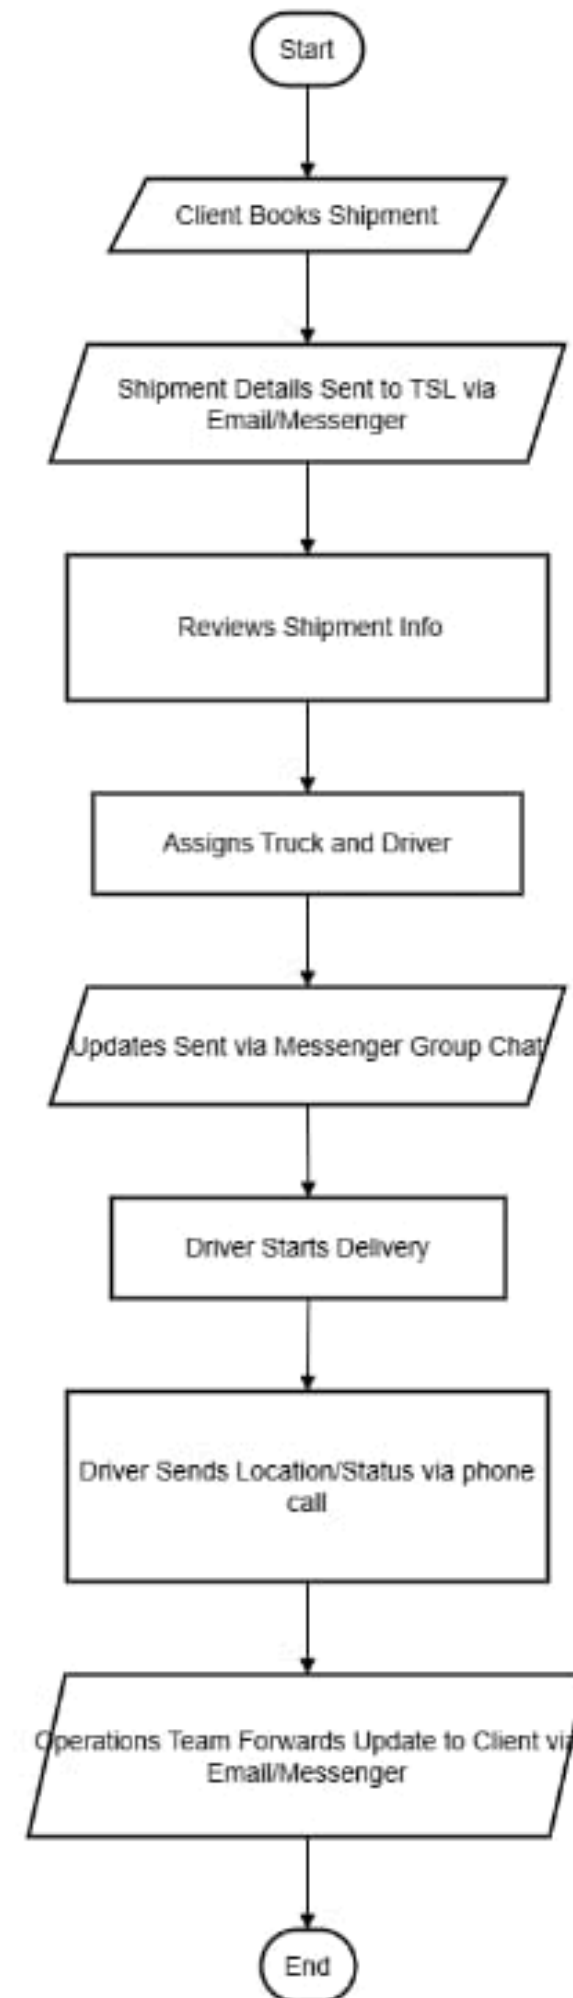 Start
Client Books Shipment
Shipment Details Sent to TSL via
Email/Messenger
Reviews Shipment Info
Assigns Truck and Driver
Updates Sent via Messenger Group Chat
Driver Starts Delivery
Driver Sends Location/Status via phone
call
Operations Team Forwards Update to Client via
Email/Messenger
End